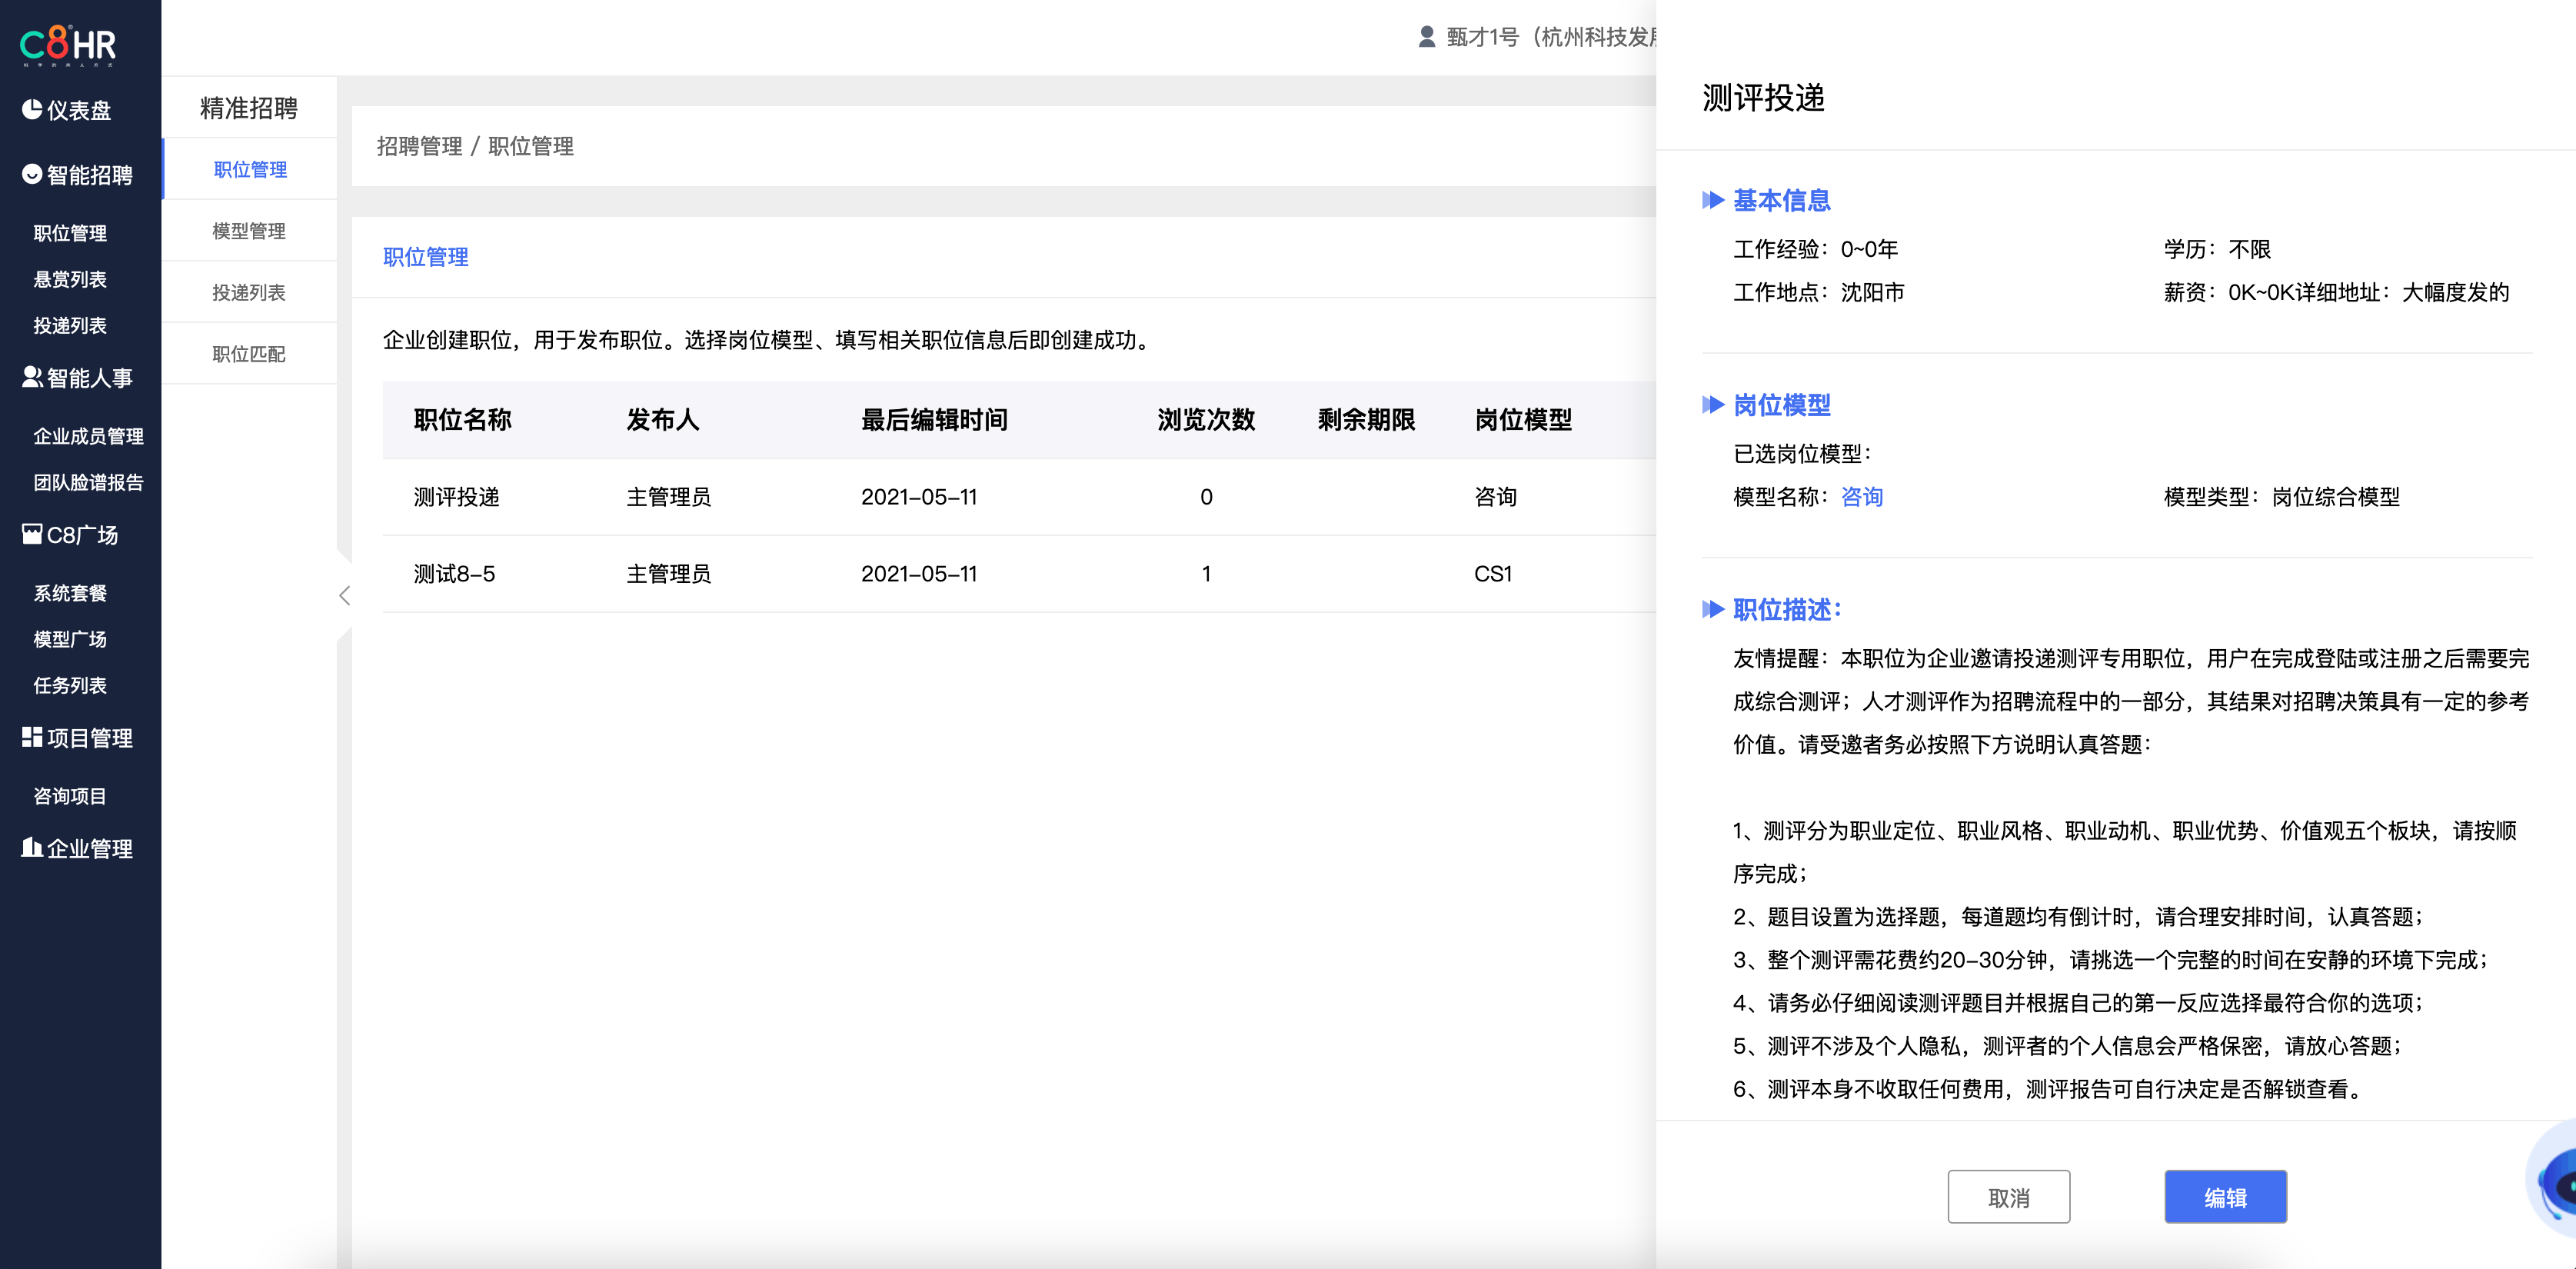 C8HR
仪表盘
智能招聘
职位管理
悬赏列表
投递列表
智能人事
企业成员管理
团队脸谱报告
C8广场
系统套餐
模型广场
任务列表
项目管理
咨询项目
企业管理
精准招聘
职位管理
模型管理
投递列表
职位匹配
甄才1号（杭州科技发
招聘管理 / 职位管理
职位管理
企业创建职位，用于发布职位。选择岗位模型、填写相关职位信息后即创建成功。
职位名称 发布人 最后编辑时间 浏览次数 剩余期限 岗位模型
测评投递 主管理员 2021-05-11 0 咨询
测试8-5 主管理员 2021-05-11 1 CS1
测评投递
基本信息
工作经验：0~0年 学历：不限
工作地点：沈阳市 薪资：0K~0K详细地址：大幅度发的
岗位模型
已选岗位模型：
模型名称：咨询 模型类型：岗位综合模型
职位描述：
友情提醒：本职位为企业邀请投递测评专用职位，用户在完成登陆或注册之后需要完
成综合测评；人才测评作为招聘流程中的一部分，其结果对招聘决策具有一定的参考
价值。请受邀者务必按照下方说明认真答题：
1、测评分为职业定位、职业风格、职业动机、职业优势、价值观五个板块，请按顺
序完成；
2、题目设置为选择题，每道题均有倒计时，请合理安排时间，认真答题；
3、整个测评需花费约20-30分钟，请挑选一个完整的时间在安静的环境下完成；
4、请务必仔细阅读测评题目并根据自己的第一反应选择最符合你的选项；
5、测评不涉及个人隐私，测评者的个人信息会严格保密，请放心答题；
6、测评本身不收取任何费用，测评报告可自行决定是否解锁查看。
取消
编辑